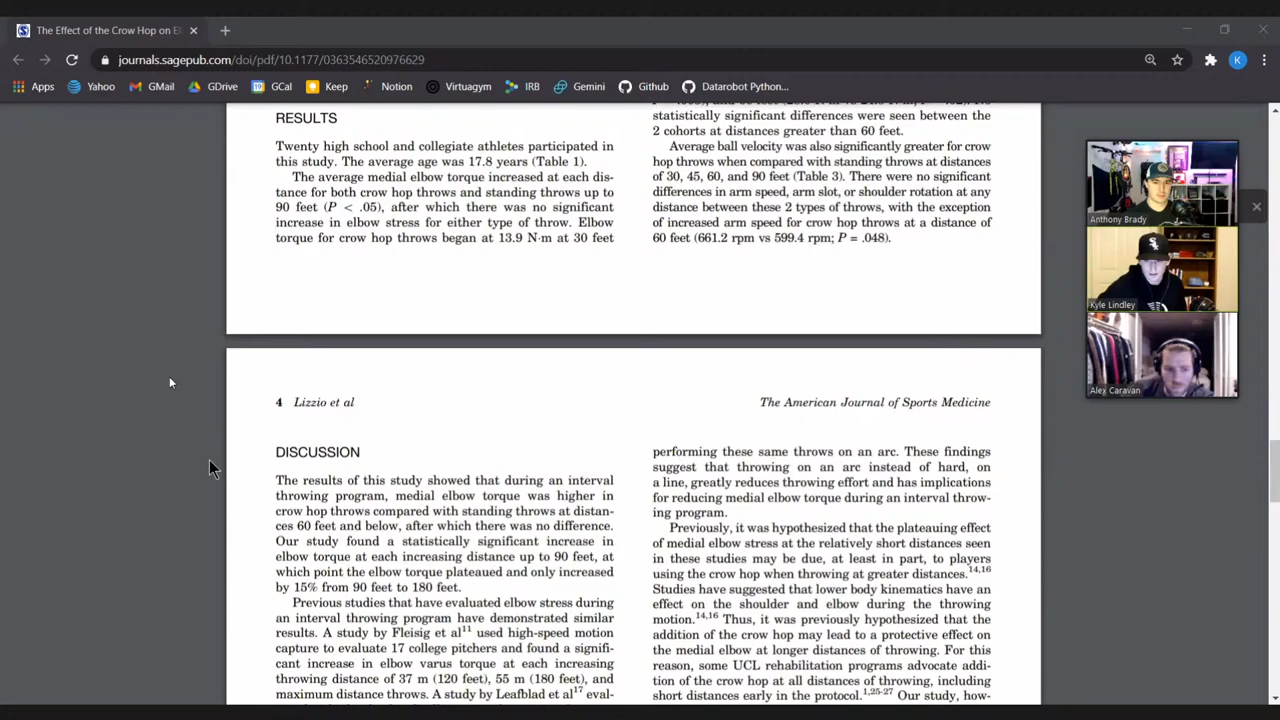 The Effect of the Crow Hop on El
journals.sagepub.com/doi/pdf/10.1177/0363546520976629
K
Apps
Yahoo
GMail
GDrive
GCal
Keep
Notion
Virtuagym
IRB
Gemini
Github
Datarobot Python...
RESULTS
Twenty high school and collegiate athletes participated in
this study. The average age was 17.8 years (Table 1).
The average medial elbow torque increased at each dis-
tance for both crow hop throws and standing throws up to
90 feet (P < .05), after which there was no significant
increase in elbow stress for either type of throw. Elbow
torque for crow hop throws began at 13.9 N·m at 30 feet
statistically significant differences were seen between the
2 cohorts at distances greater than 60 feet.
Average ball velocity was also significantly greater for crow
hop throws when compared with standing throws at distances
of 30, 45, 60, and 90 feet (Table 3). There were no significant
differences in arm speed, arm slot, or shoulder rotation at any
distance between these 2 types of throws, with the exception
of increased arm speed for crow hop throws at a distance of
60 feet (661.2 rpm vs 599.4 rpm; P = .048).
Anthony Brady
Kyle Lindley
Alex Caravan
4 Lizzio et al
The American Journal of Sports Medicine
DISCUSSION
The results of this study showed that during an interval
throwing program, medial elbow torque was higher in
crow hop throws compared with standing throws at distan-
ces 60 feet and below, after which there was no difference.
Our study found a statistically significant increase in
elbow torque at each increasing distance up to 90 feet, at
which point the elbow torque plateaued and only increased
by 15% from 90 feet to 180 feet.
Previous studies that have evaluated elbow stress during
an interval throwing program have demonstrated similar
results. A study by Fleisig et al11 used high-speed motion
capture to evaluate 17 college pitchers and found a signifi-
cant increase in elbow varus torque at each increasing
throwing distance of 37 m (120 feet), 55 m (180 feet), and
maximum distance throws. A study by Leafblad et al17 eval-
performing these same throws on an arc. These findings
suggest that throwing on an arc instead of hard, on
a line, greatly reduces throwing effort and has implications
for reducing medial elbow torque during an interval throw-
ing program.
Previously, it was hypothesized that the plateauing effect
of medial elbow stress at the relatively short distances seen
in these studies may be due, at least in part, to players
using the crow hop when throwing at greater distances.14,16
Studies have suggested that lower body kinematics have an
effect on the shoulder and elbow during the throwing
motion.14,16 Thus, it was previously hypothesized that the
addition of the crow hop may lead to a protective effect on
the medial elbow at longer distances of throwing. For this
reason, some UCL rehabilitation programs advocate addi-
tion of the crow hop at all distances of throwing, including
short distances early in the protocol.1,25-27 Our study, how-